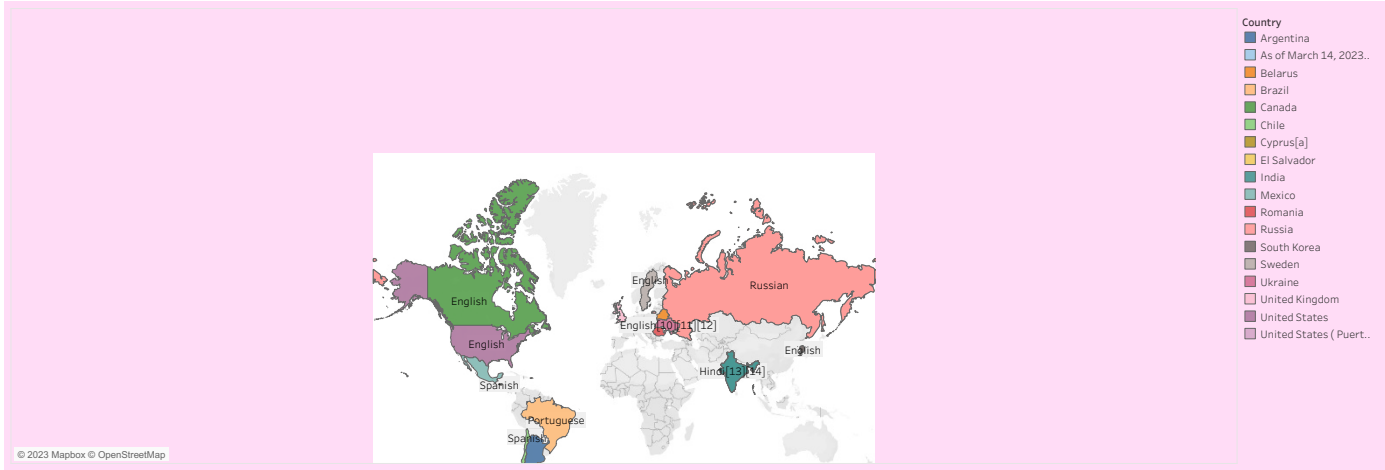 Country
Argentina
As of March 14, 2023..
Belarus
Brazil
Canada
Chile
Cyprus[a]
El Salvador
India
Mexico
Romania
Russia
South Korea
Sweden
Ukraine
United Kingdom
United States
United States ( Puert..
English
Russian
English
English[10][11][12]
English
English
Hindi[13][14]
Spanish
Portuguese
Spanish
© 2023 Mapbox © OpenStreetMap